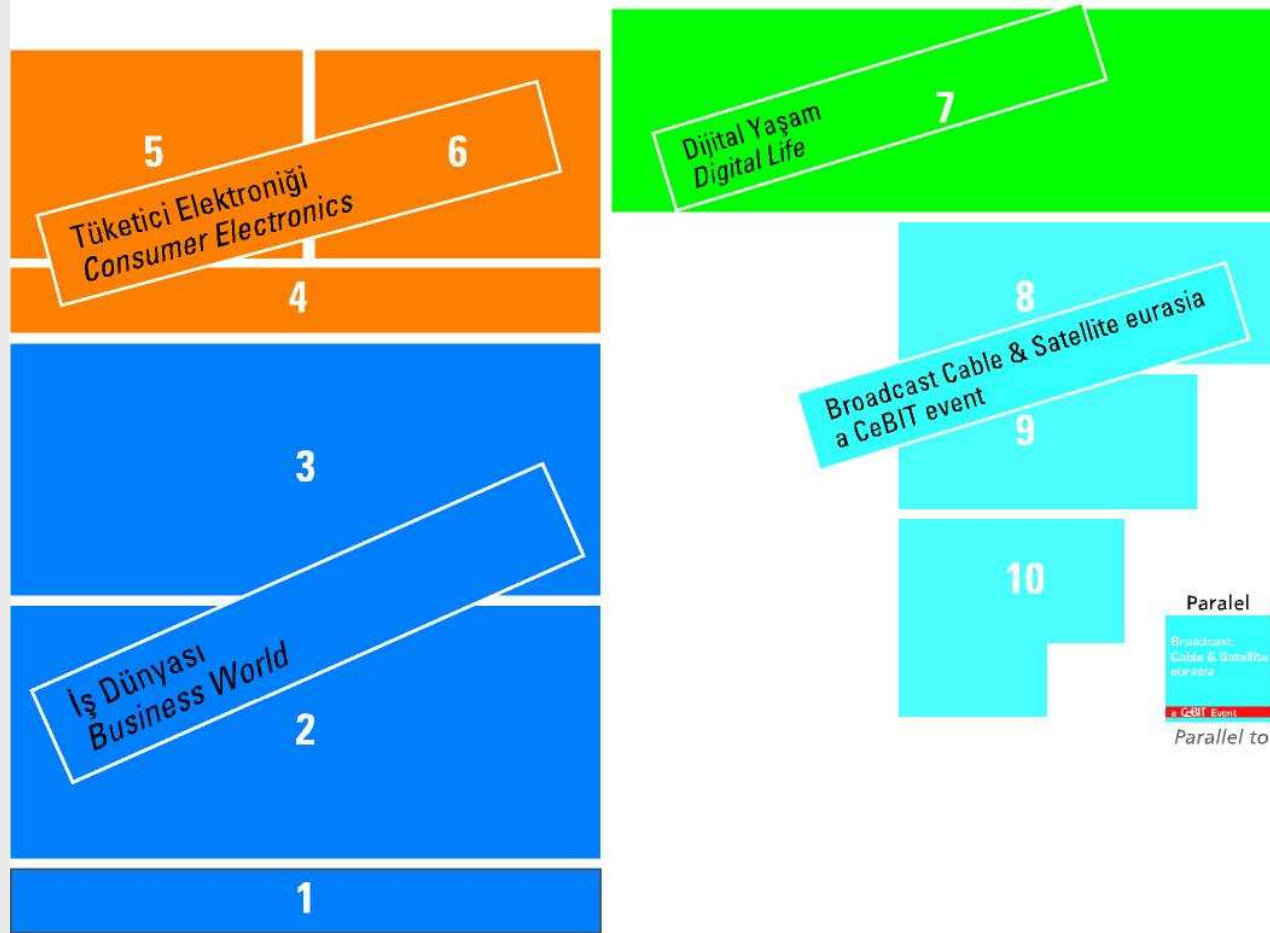 5
6
Tüketici Elektroniği
Consumer Electronics
4
3
İş Dünyası
Business World
2
1
7
Dijital Yaşam
Digital Life
8
Broadcast Cable & Satellite eurasia
a CeBIT event
9
10
Paralel
Broadcast
Cable & Satellite
eurasia
a CeBIT Event
Parallel to